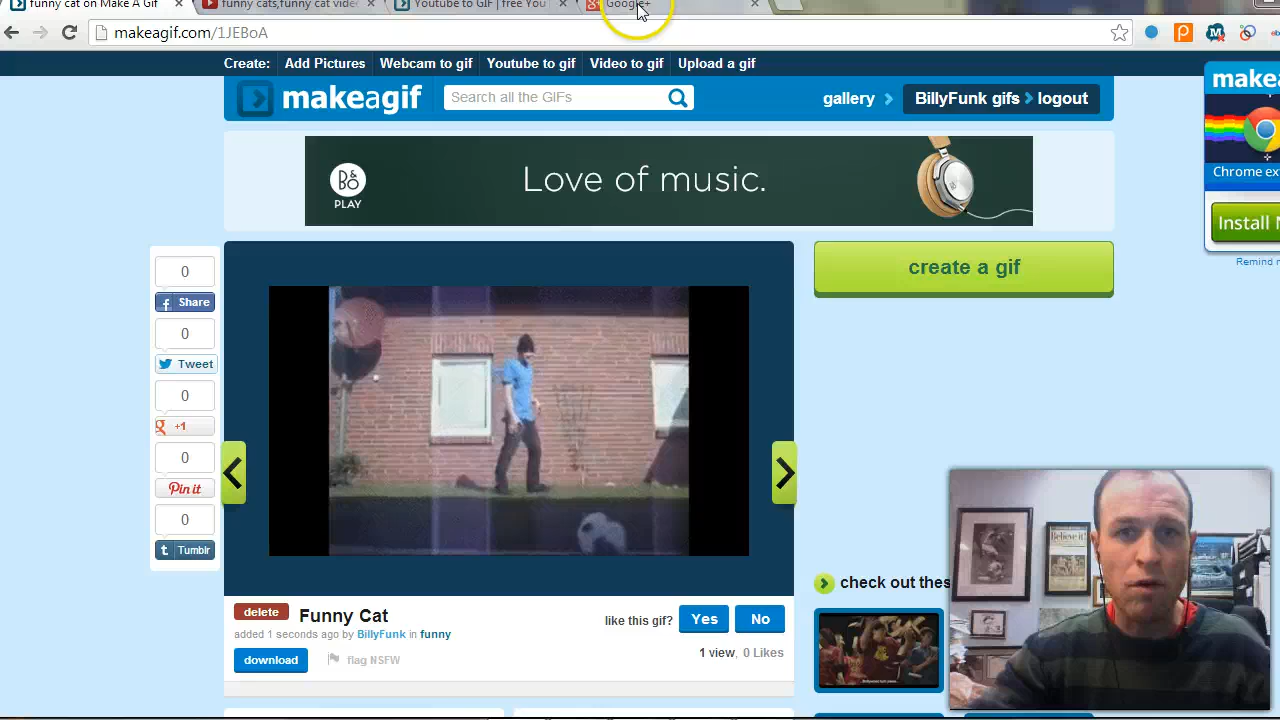 funny cat on Make A Gif
funny cats,funny cat vide
Youtube to GIF | free You
Google+
makeagif.com/1JEBoA
Create: Add Pictures Webcam to gif Youtube to gif Video to gif Upload a gif
makeagif
Search all the GIFs
gallery
BillyFunk gifs logout
make
B&O
PLAY
Love of music.
Chrome ex
Install
Remind
0
Share
0
Tweet
0
+1
0
Pin it
0
Tumblr
create a gif
check out thes
Believe it!
delete
Funny Cat
added 1 seconds ago by BillyFunk in funny
download
flag NSFW
like this gif? Yes No
1 view, 0 Likes